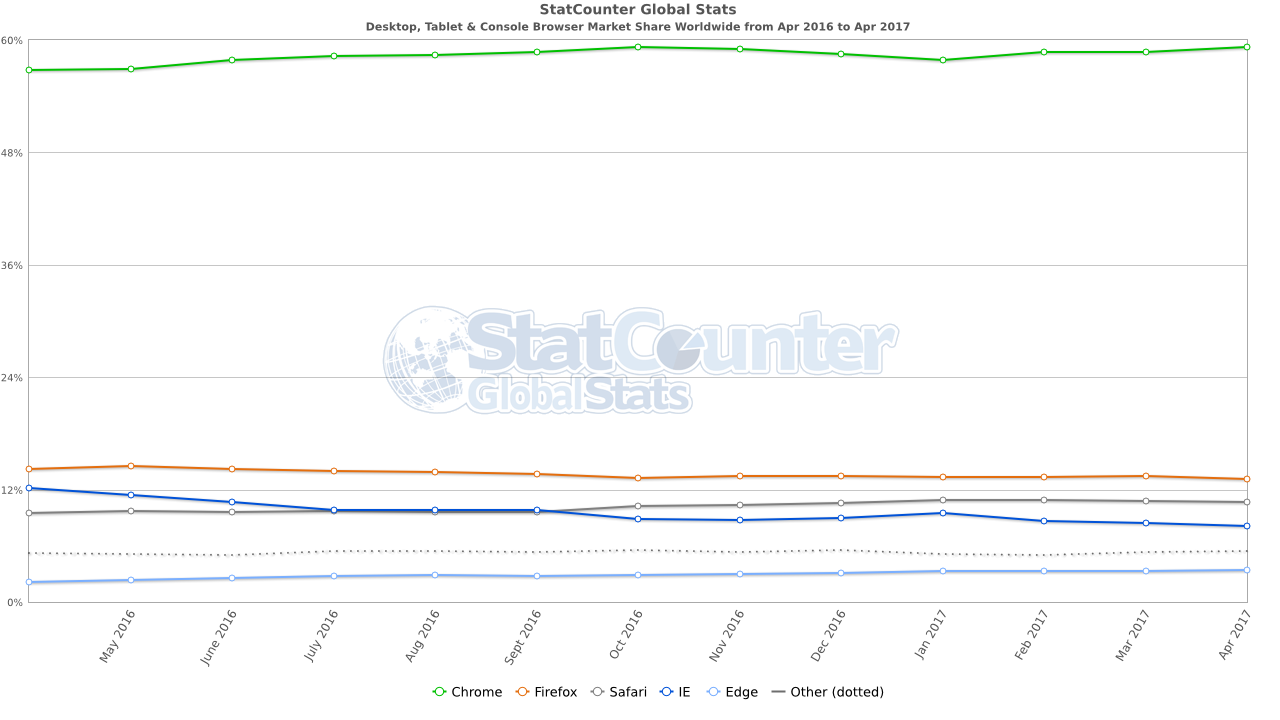 StatCounter Global Stats
Desktop, Tablet & Console Browser Market Share Worldwide from Apr 2016 to Apr 2017
60%
48%
36%
24%
12%
0%
StatCounter
GlobalStats
May 2016
June 2016
July 2016
Aug 2016
Sept 2016
Oct 2016
Nov 2016
Dec 2016
Jan 2017
Feb 2017
Mar 2017
Apr 2017
Chrome Firefox Safari IE Edge Other (dotted)